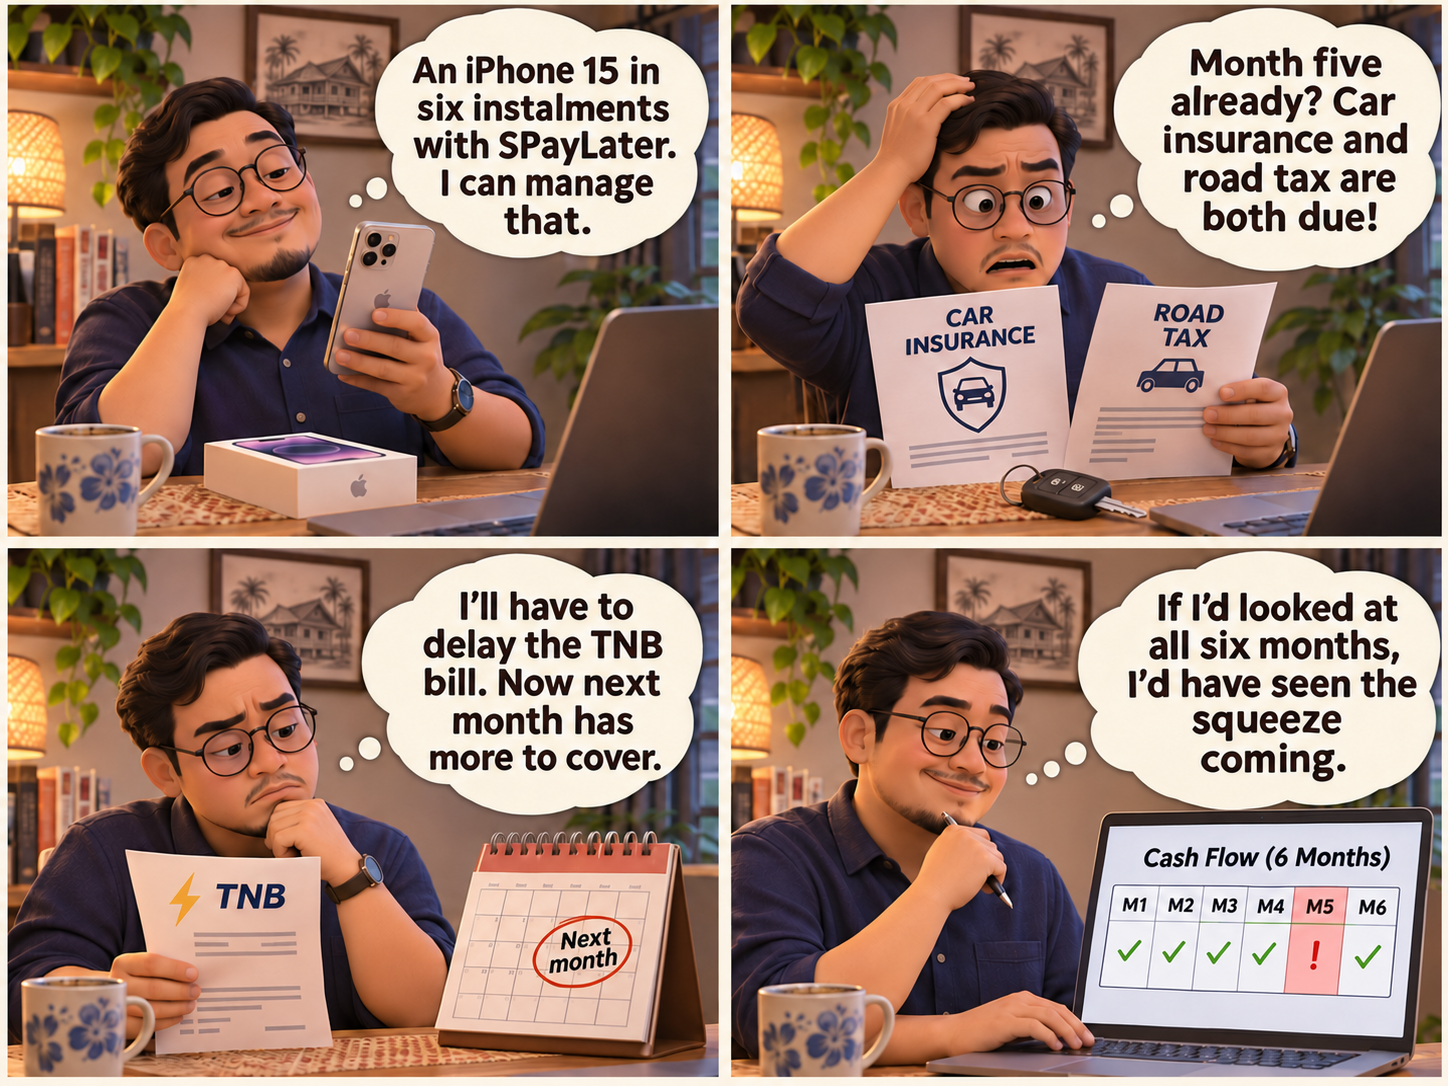 An iPhone 15 in
six instalments
with SPayLater.
I can manage
that.
Month five
already? Car
insurance and
road tax are
both due!
CAR
INSURANCE
ROAD
TAX
I'll have to
delay the TNB
bill. Now next
month has
more to cover.
TNB
Next
month
If I'd looked at
all six months,
I'd have seen the
squeeze
coming.
Cash Flow (6 Months)
M1 M2 M3 M4 M5 M6
!